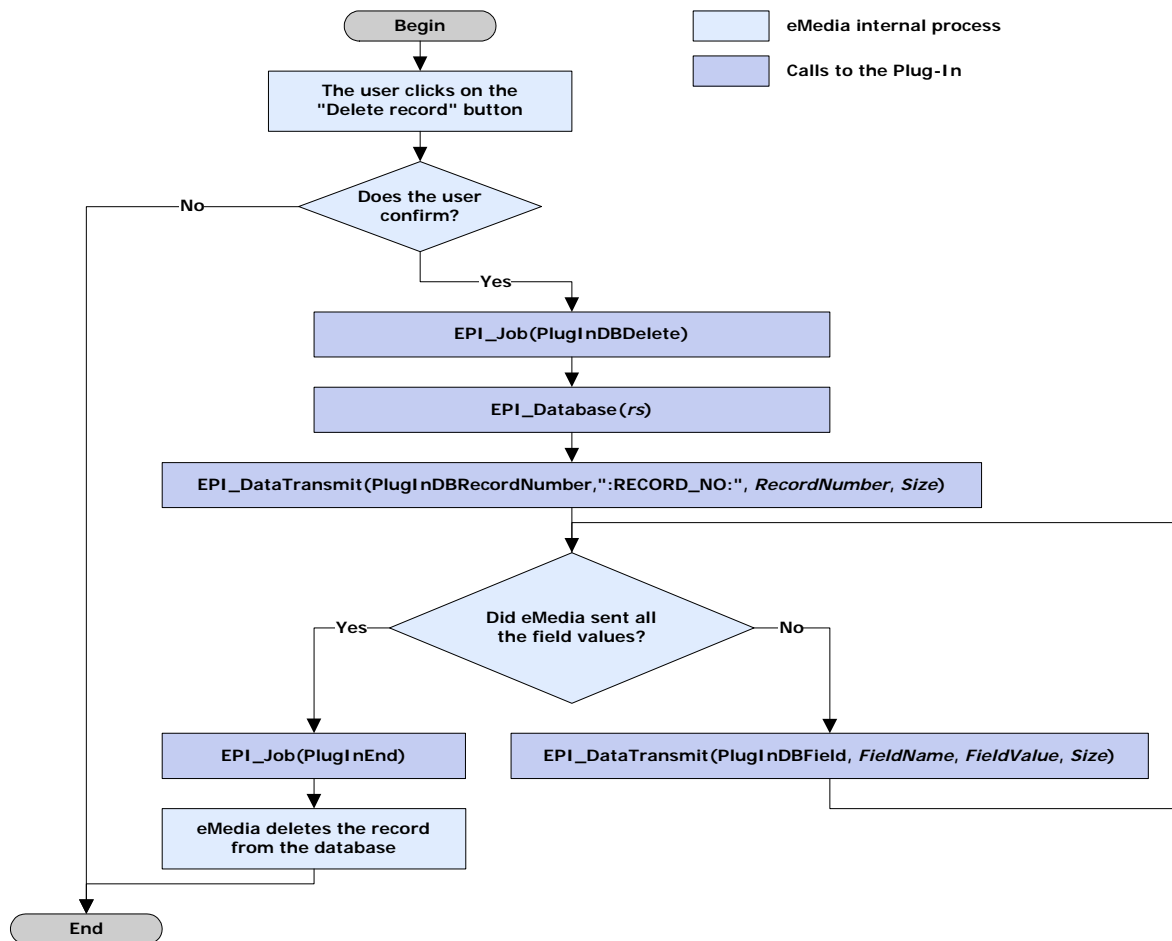 Begin
eMedia internal process
Calls to the Plug-In
The user clicks on the
"Delete record" button
Does the user
confirm?
No
Yes
EPI_Job(PlugInDBDelete)
EPI_Database(rs)
EPI_DataTransmit(PlugInDBRecordNumber,":RECORD_NO:", RecordNumber, Size)
Did eMedia sent all
the field values?
Yes
No
EPI_Job(PlugInEnd)
EPI_DataTransmit(PlugInDBField, FieldName, FieldValue, Size)
eMedia deletes the record
from the database
End